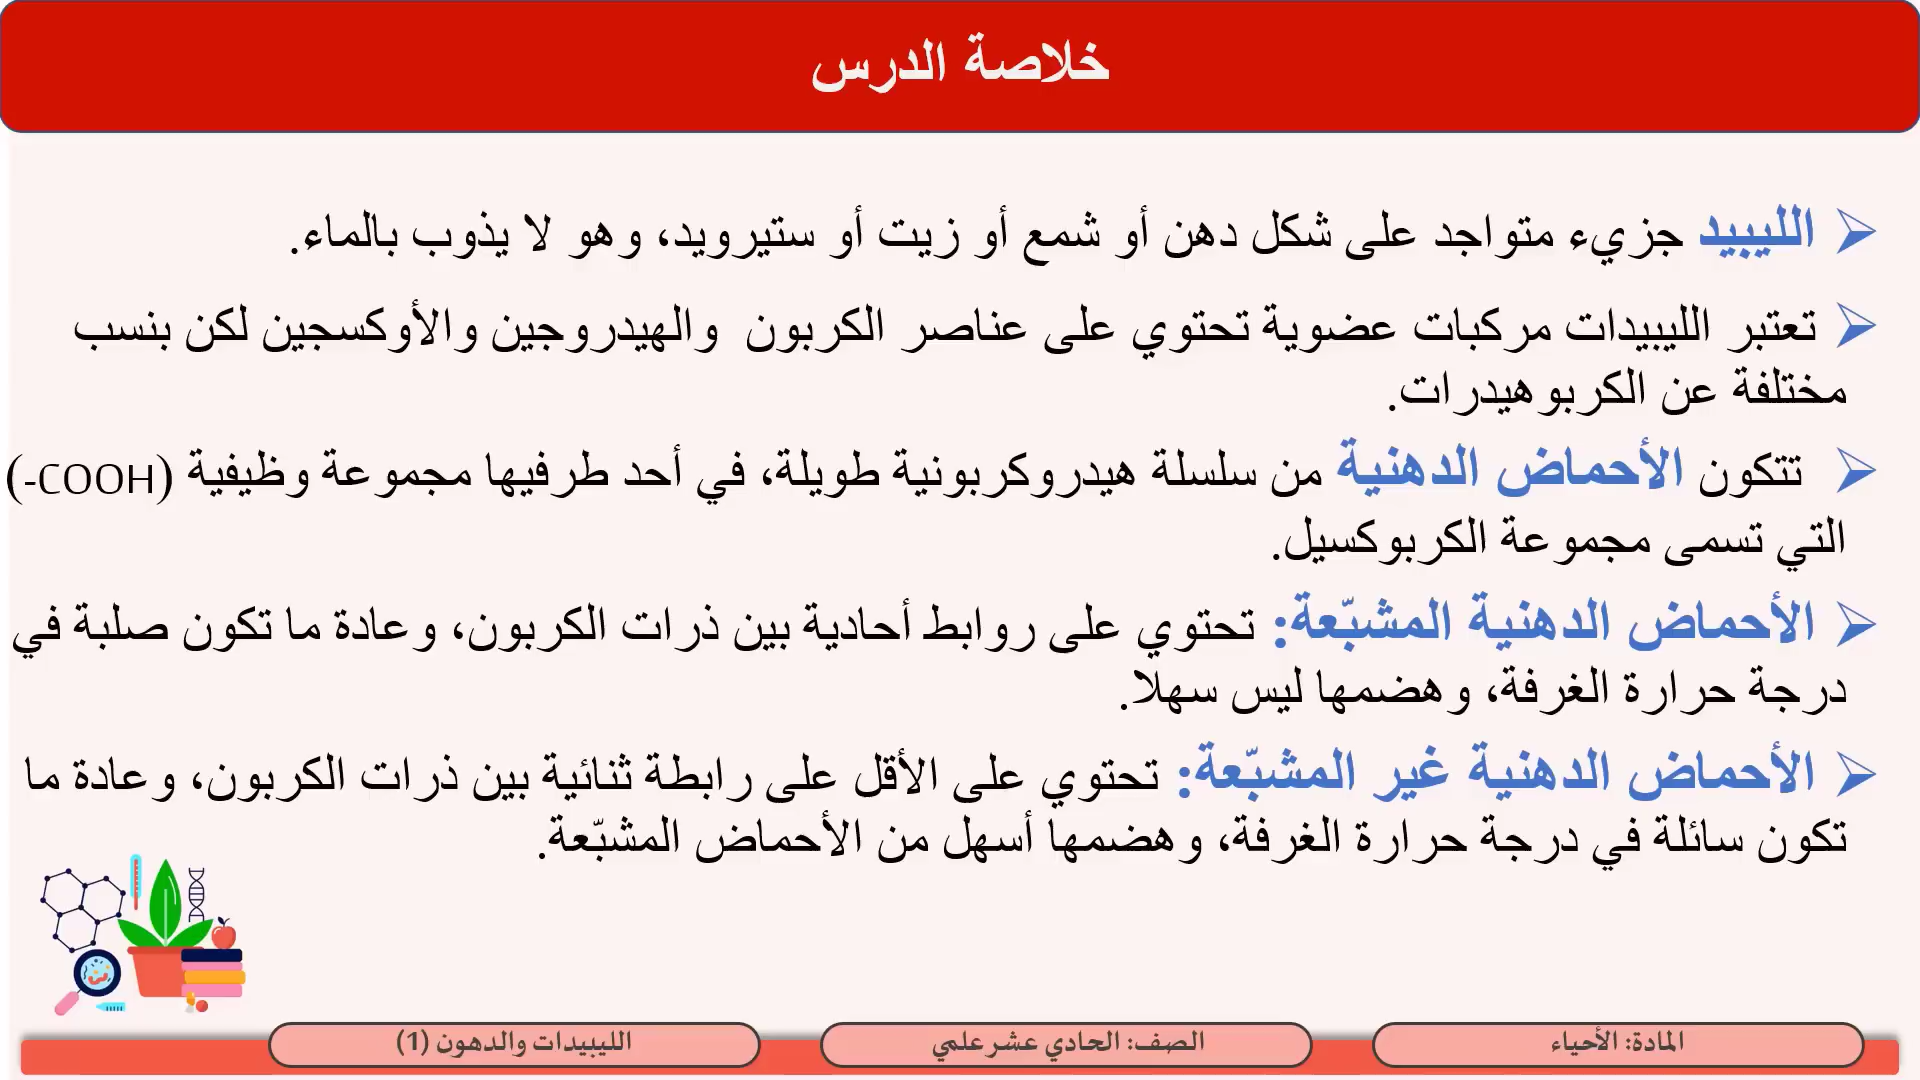 خلاصة الدرس
الليبيد جزيء متواجد على شكل دهن أو شمع أو زيت أو ستيرويد، وهو لا يذوب بالماء.
تعتبر الليبيدات مركبات عضوية تحتوي على عناصر الكربون والهيدروجين والأوكسجين لكن بنسب
مختلفة عن الكربوهيدرات.
تتكون الأحماض الدهنية من سلسلة هيدروكربونية طويلة، في أحد طرفيها مجموعة وظيفية (COOH-)
التي تسمى مجموعة الكربوكسيل.
الأحماض الدهنية المشبّعة: تحتوي على روابط أحادية بين ذرات الكربون، وعادة ما تكون صلبة في
درجة حرارة الغرفة، وهضمها ليس سهلا.
الأحماض الدهنية غير المشبّعة: تحتوي على الأقل على رابطة ثنائية بين ذرات الكربون، وعادة ما
تكون سائلة في درجة حرارة الغرفة، وهضمها أسهل من الأحماض المشبّعة.
المادة: الأحياء
الصف: الحادي عشر علمي
الليبيدات والدهون (1)